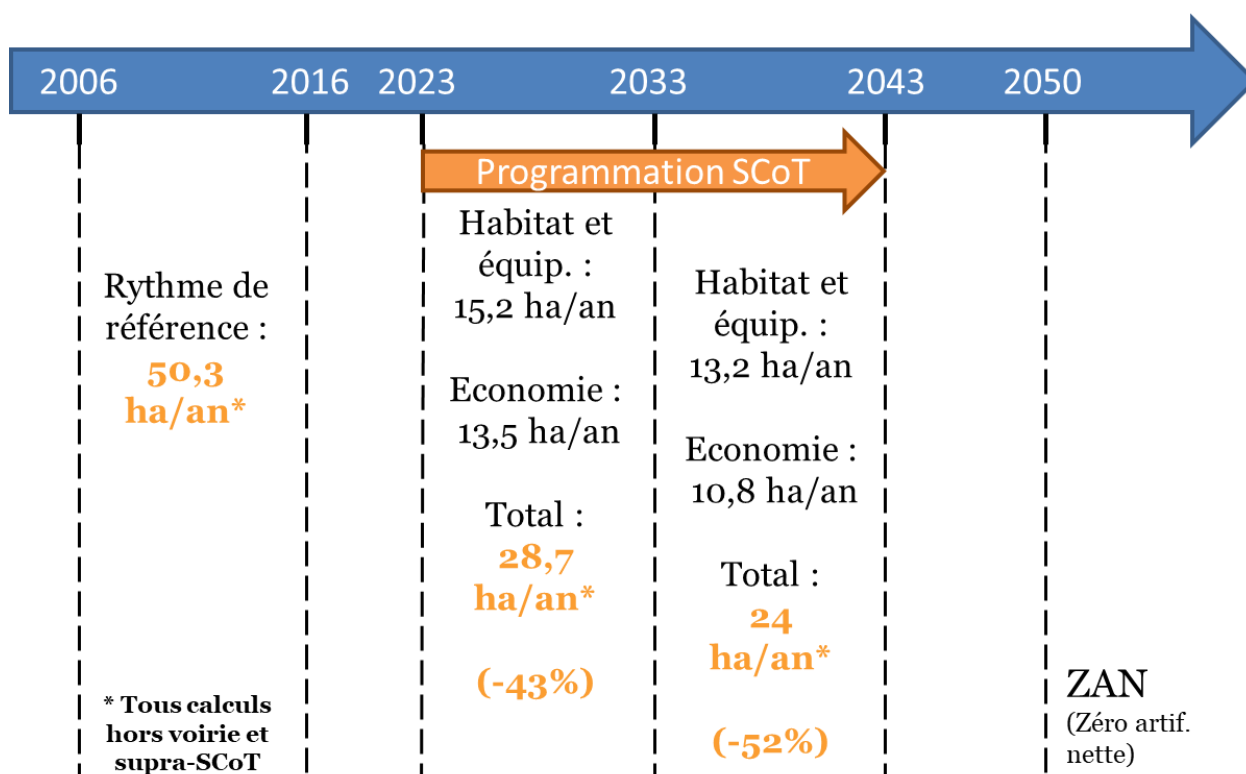 2006 2016 2023 2033 2043 2050
Programmation SCoT
Rythme de
référence :
50,3
ha/an*
* Tous calculs
hors voirie et
supra-SCoT
Habitat et
équip. :
15,2 ha/an
Economie :
13,5 ha/an
Total :
28,7
ha/an*
(-43%)
Habitat et
équip. :
13,2 ha/an
Economie :
10,8 ha/an
Total :
24
ha/an*
(-52%)
ZAN
(Zéro artif.
nette)